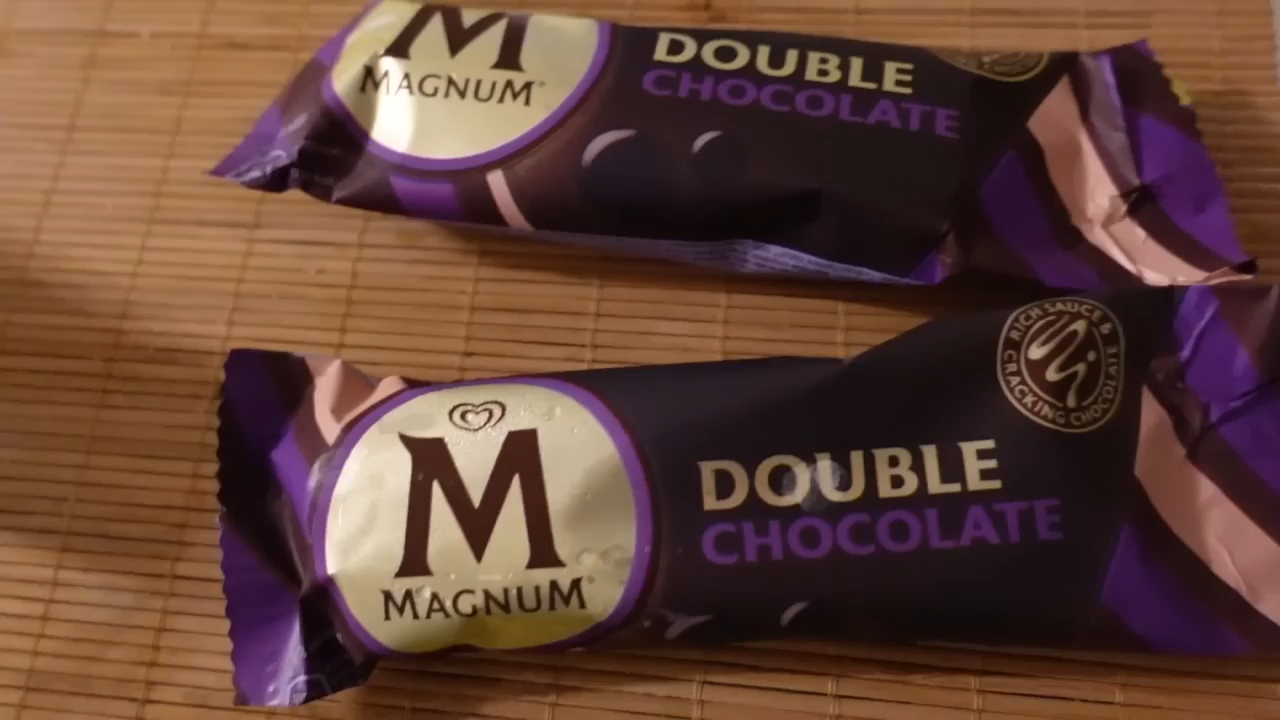 M
MAGNUM
DOUBLE
CHOCOLATE
M
MAGNUM
DOUBLE
CHOCOLATE
RICH SAUCE &
CRACKING CHOCOLATE